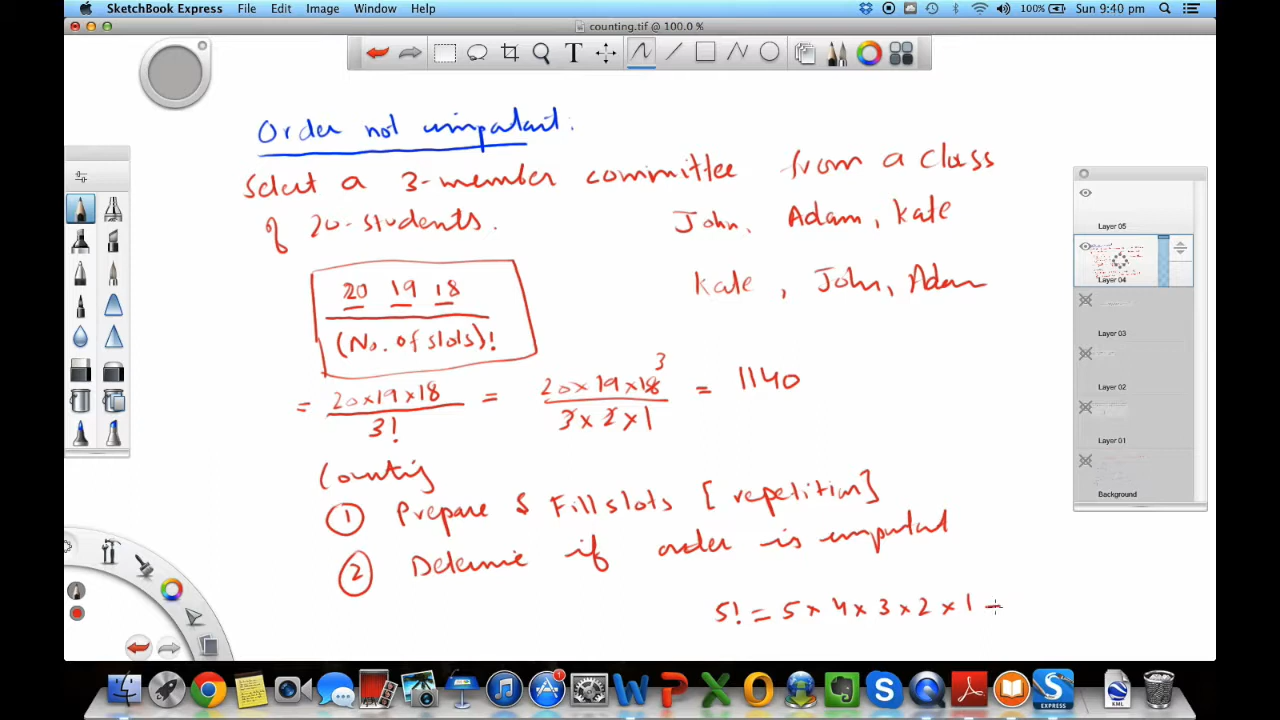 SketchBook Express File Edit Image Window Help 100% Sun 9:40 pm
counting.tif @ 100.0 %
T
Order not important:
Select a 3-member committee from a class
of 20-students.
John, Adam, Kate
Kate, John, Adam
20 19 18
(No. of slots)!
= 20×19×18 / 3! = 20×19×18 3 / 3×2×1 = 1140
Counting
① Prepare & Fill slots [repetition]
② Determine if order is important
5! = 5×4×3×2×1 =
Layer 05
Layer 04
Layer 03
Layer 02
Layer 01
Background
EXPRESS
KML